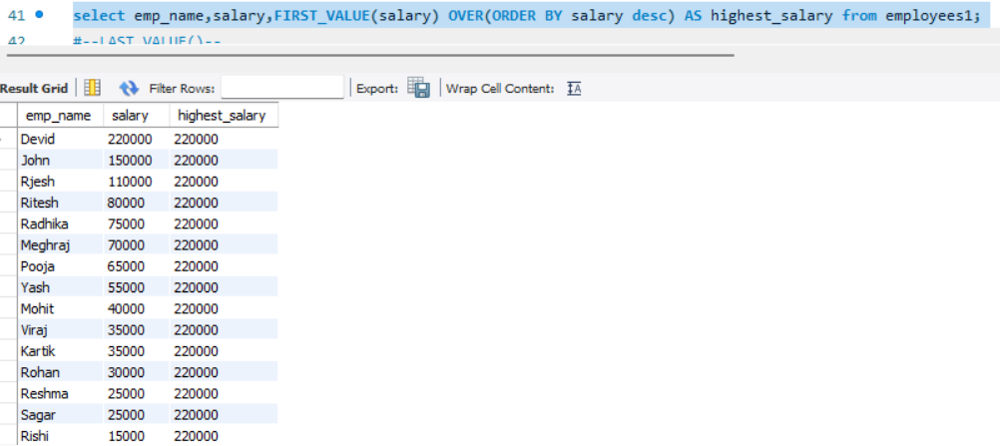 41 select emp_name,salary,FIRST_VALUE(salary) OVER(ORDER BY salary desc) AS highest_salary from employees1;
42 #--LAST_VALUE()--
Result Grid Filter Rows: Export: Wrap Cell Content: IA
emp_name salary highest_salary
Devid 220000 220000
John 150000 220000
Rjesh 110000 220000
Ritesh 80000 220000
Radhika 75000 220000
Meghraj 70000 220000
Pooja 65000 220000
Yash 55000 220000
Mohit 40000 220000
Viraj 35000 220000
Kartik 35000 220000
Rohan 30000 220000
Reshma 25000 220000
Sagar 25000 220000
Rishi 15000 220000